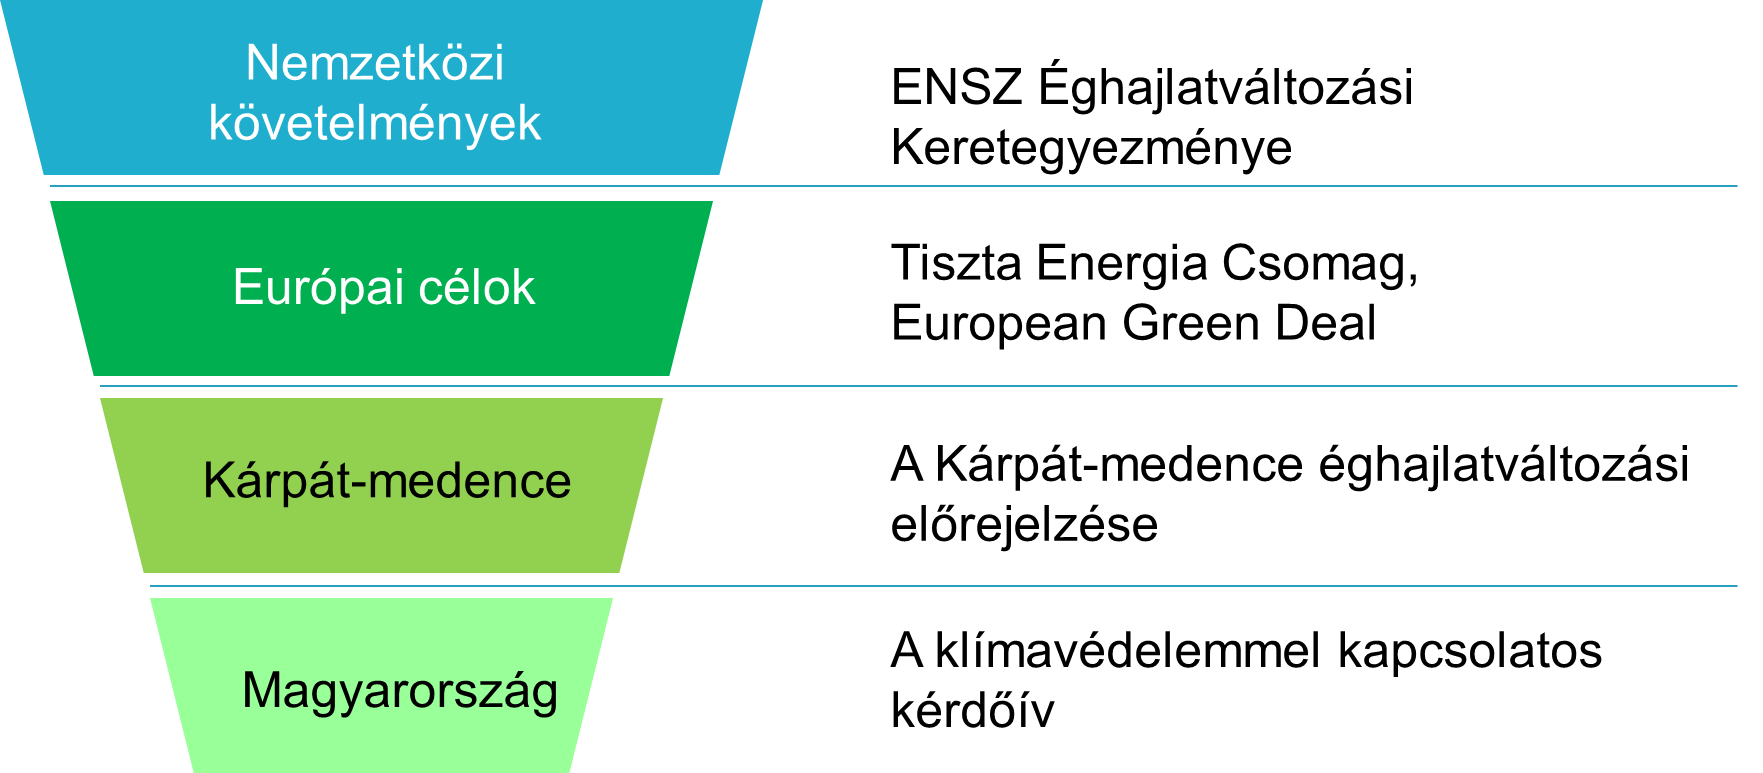 Nemzetközi
követelmények
ENSZ Éghajlatváltozási
Keretegyezménye
Európai célok
Tiszta Energia Csomag,
European Green Deal
Kárpát-medence
A Kárpát-medence éghajlatváltozási
előrejelzése
Magyarország
A klímavédelemmel kapcsolatos
kérdőív